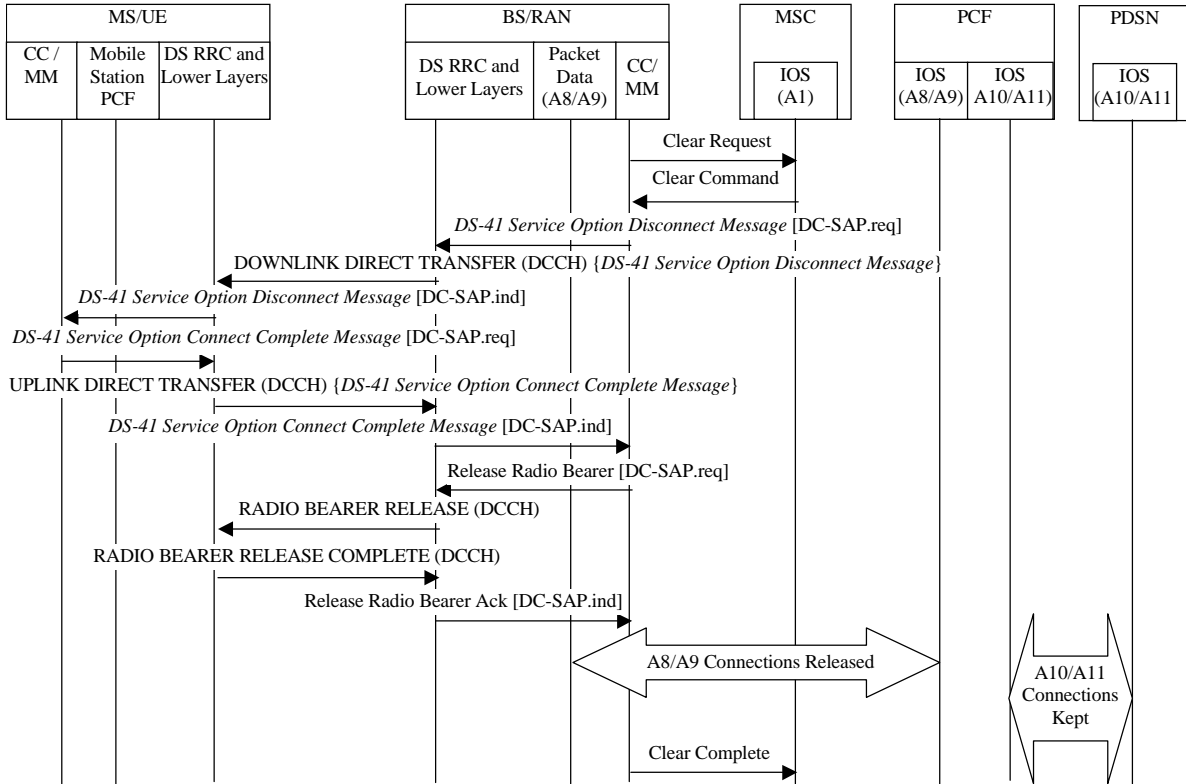 MS/UE
BS/RAN
MSC
PCF
PDSN
CC /
MM
Mobile
Station
PCF
DS RRC and
Lower Layers
DS RRC and
Lower Layers
Packet
Data
(A8/A9)
CC/
MM
IOS
(A1)
IOS
(A8/A9)
IOS
A10/A11)
IOS
(A10/A11
Clear Request
Clear Command
DS-41 Service Option Disconnect Message [DC-SAP.req]
DOWNLINK DIRECT TRANSFER (DCCH) {DS-41 Service Option Disconnect Message}
DS-41 Service Option Disconnect Message [DC-SAP.ind]
DS-41 Service Option Connect Complete Message [DC-SAP.req]
UPLINK DIRECT TRANSFER (DCCH) {DS-41 Service Option Connect Complete Message}
DS-41 Service Option Connect Complete Message [DC-SAP.ind]
Release Radio Bearer [DC-SAP.req]
RADIO BEARER RELEASE (DCCH)
RADIO BEARER RELEASE COMPLETE (DCCH)
Release Radio Bearer Ack [DC-SAP.ind]
A8/A9 Connections Released
A10/A11
Connections
Kept
Clear Complete